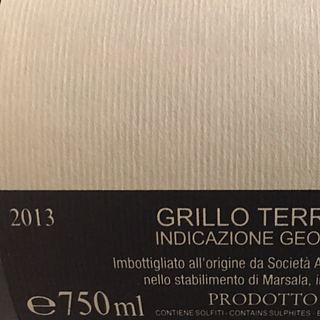 2013
GRILLO TERR
INDICAZIONE GEO
Imbottigliato all'origine da Società A
nello stabilimento di Marsala, i
℮750ml
PRODOTTO
CONTIENE SOLFITI - CONTAINS SULPHITES - E